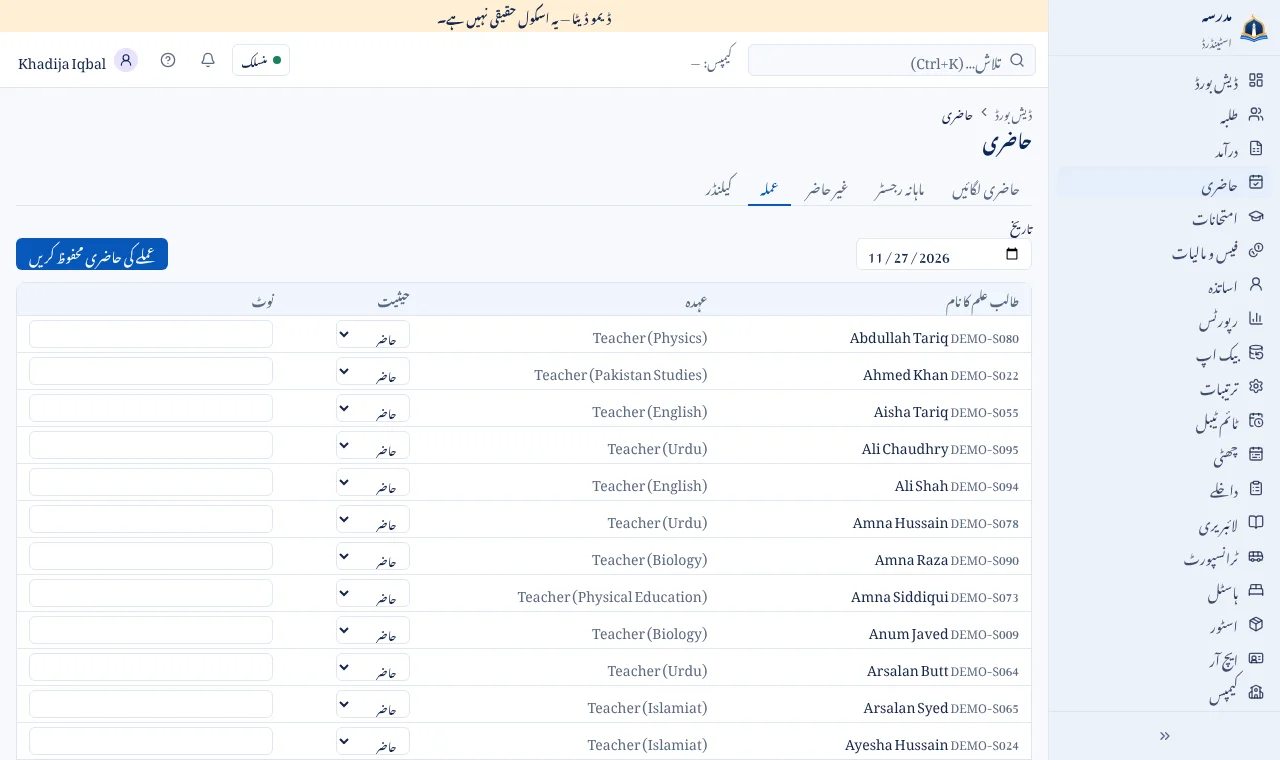 ڈیمو ڈیٹا — یہ اسکول حقیقی نہیں ہے۔
مدرسہ
اسٹینڈرڈ
ڈیش بورڈ
طلبہ
درآمد
حاضری
امتحانات
فیس و مالیات
اساتذہ
رپورٹس
بیک اپ
ترتیبات
ٹائم ٹیبل
چھٹی
داخلے
لائبریری
ٹرانسپورٹ
ہاسٹل
اسٹور
ایچ آر
کیمپس
تلاش... (Ctrl+K)
کیمپس: —
منسلک
Khadija Iqbal
ڈیش بورڈ › حاضری
حاضری
حاضری لگائیں ماہانہ رجسٹر غیر حاضر عملہ کیلنڈر
تاریخ
11/27/2026
عملے کی حاضری محفوظ کریں
طالب علم کا نام عہدہ حیثیت نوٹ
Abdullah Tariq DEMO-S080 Teacher (Physics) حاضر
Ahmed Khan DEMO-S022 Teacher (Pakistan Studies) حاضر
Aisha Tariq DEMO-S055 Teacher (English) حاضر
Ali Chaudhry DEMO-S095 Teacher (Urdu) حاضر
Ali Shah DEMO-S094 Teacher (English) حاضر
Amna Hussain DEMO-S078 Teacher (Urdu) حاضر
Amna Raza DEMO-S090 Teacher (Biology) حاضر
Amna Siddiqui DEMO-S073 Teacher (Physical Education) حاضر
Anum Javed DEMO-S009 Teacher (Biology) حاضر
Arsalan Butt DEMO-S064 Teacher (Urdu) حاضر
Arsalan Syed DEMO-S065 Teacher (Islamiat) حاضر
Ayesha Hussain DEMO-S024 Teacher (Islamiat) حاضر